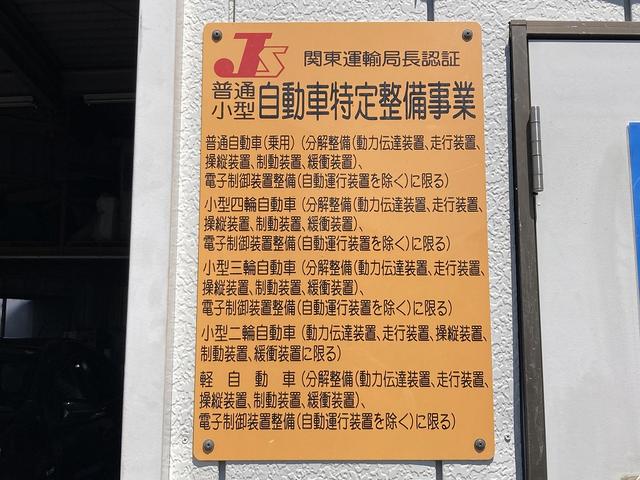 JS 関東運輸局長認証
普通
小型 自動車特定整備事業
普通自動車(乗用) (分解整備(動力伝達装置、走行装置、
操縦装置、制動装置、緩衝装置)、
電子制御装置整備(自動運行装置を除く)に限る)
小型四輪自動車 (分解整備(動力伝達装置、走行装置、
操縦装置、制動装置、緩衝装置)、
電子制御装置整備(自動運行装置を除く)に限る)
小型三輪自動車 (分解整備(動力伝達装置、走行装置、
操縦装置、制動装置、緩衝装置)、
電子制御装置整備(自動運行装置を除く)に限る)
小型二輪自動車 (動力伝達装置、走行装置、操縦装置、
制動装置、緩衝装置に限る)
軽自動車 (分解整備(動力伝達装置、走行装置、
操縦装置、制動装置、緩衝装置)、
電子制御装置整備(自動運行装置を除く)に限る)